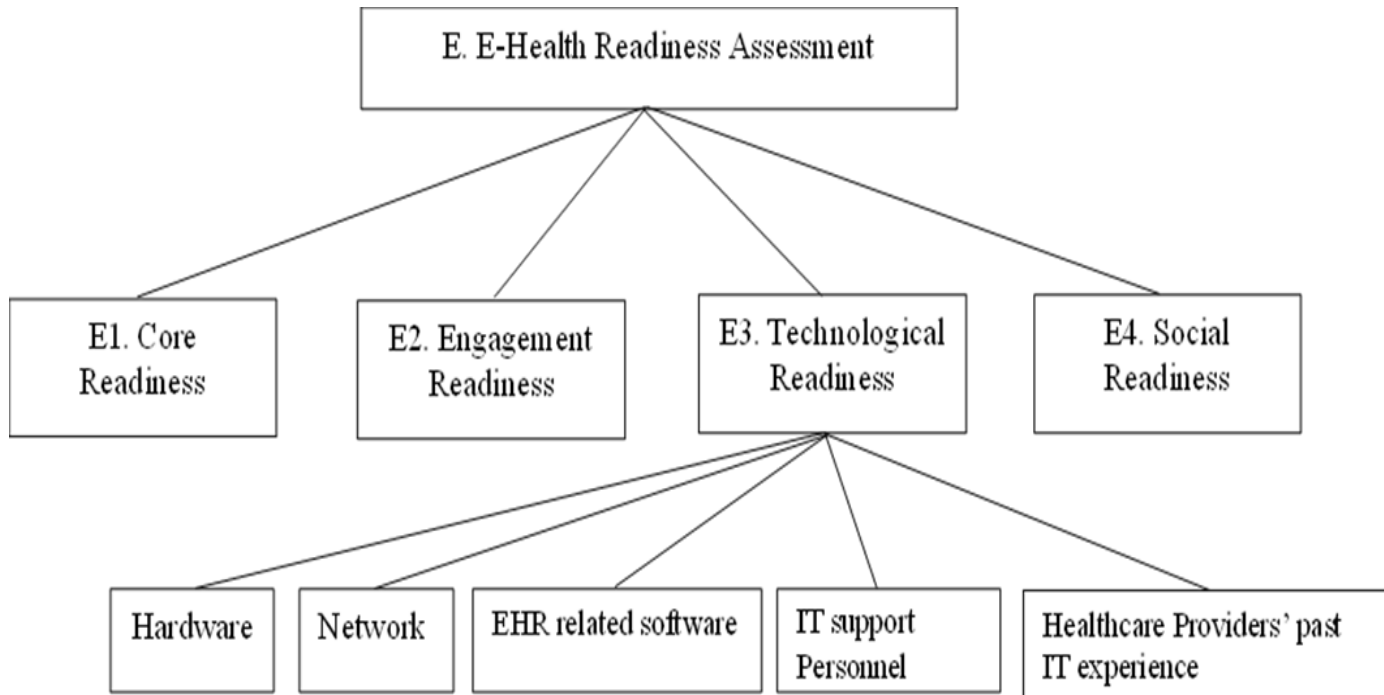 E. E-Health Readiness Assessment
E1. Core
Readiness
E2. Engagement
Readiness
E3. Technological
Readiness
E4. Social
Readiness
Hardware
Network
EHR related software
IT support
Personnel
Healthcare Providers’ past
IT experience